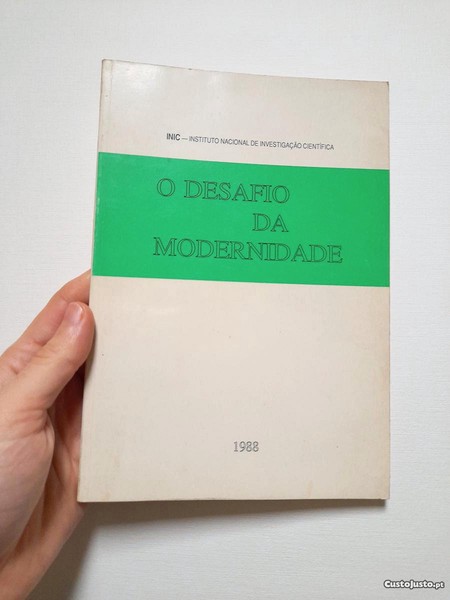 INIC — INSTITUTO NACIONAL DE INVESTIGAÇÃO CIENTÍFICA
O DESAFIO
DA
MODERNIDADE
1988
CustoJusto.pt